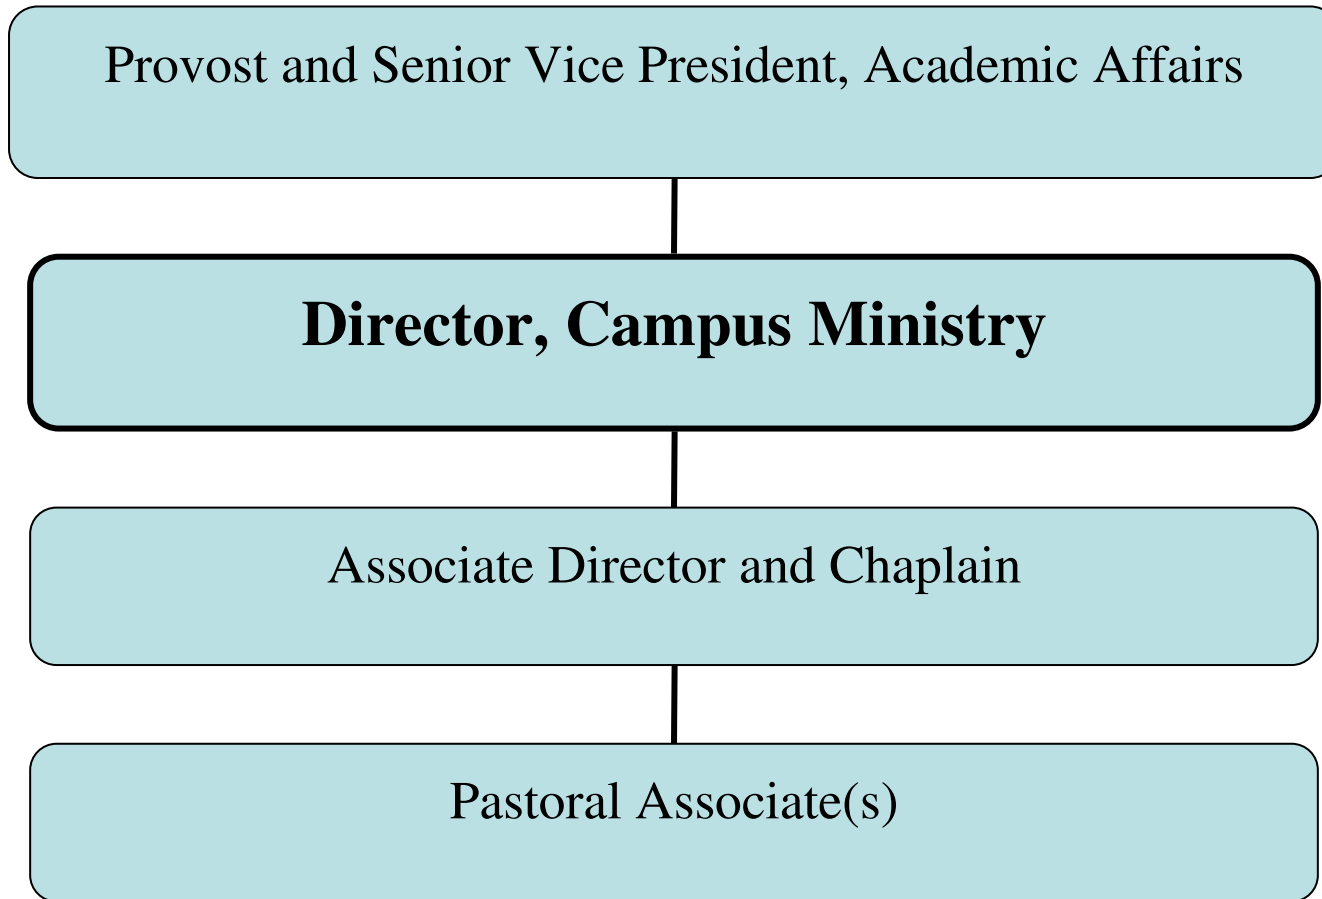 Provost and Senior Vice President, Academic Affairs
Director, Campus Ministry
Associate Director and Chaplain
Pastoral Associate(s)